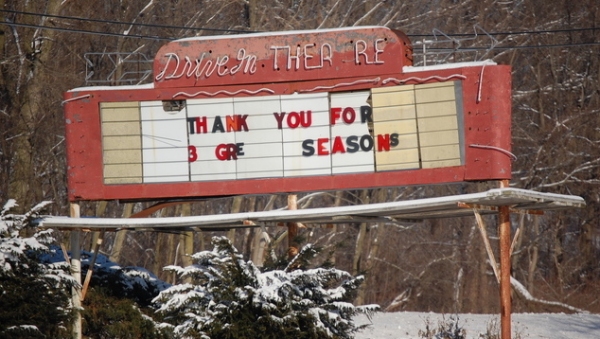 Drive In THE RE
THANK YOU FOR
3 GRE SEASONS